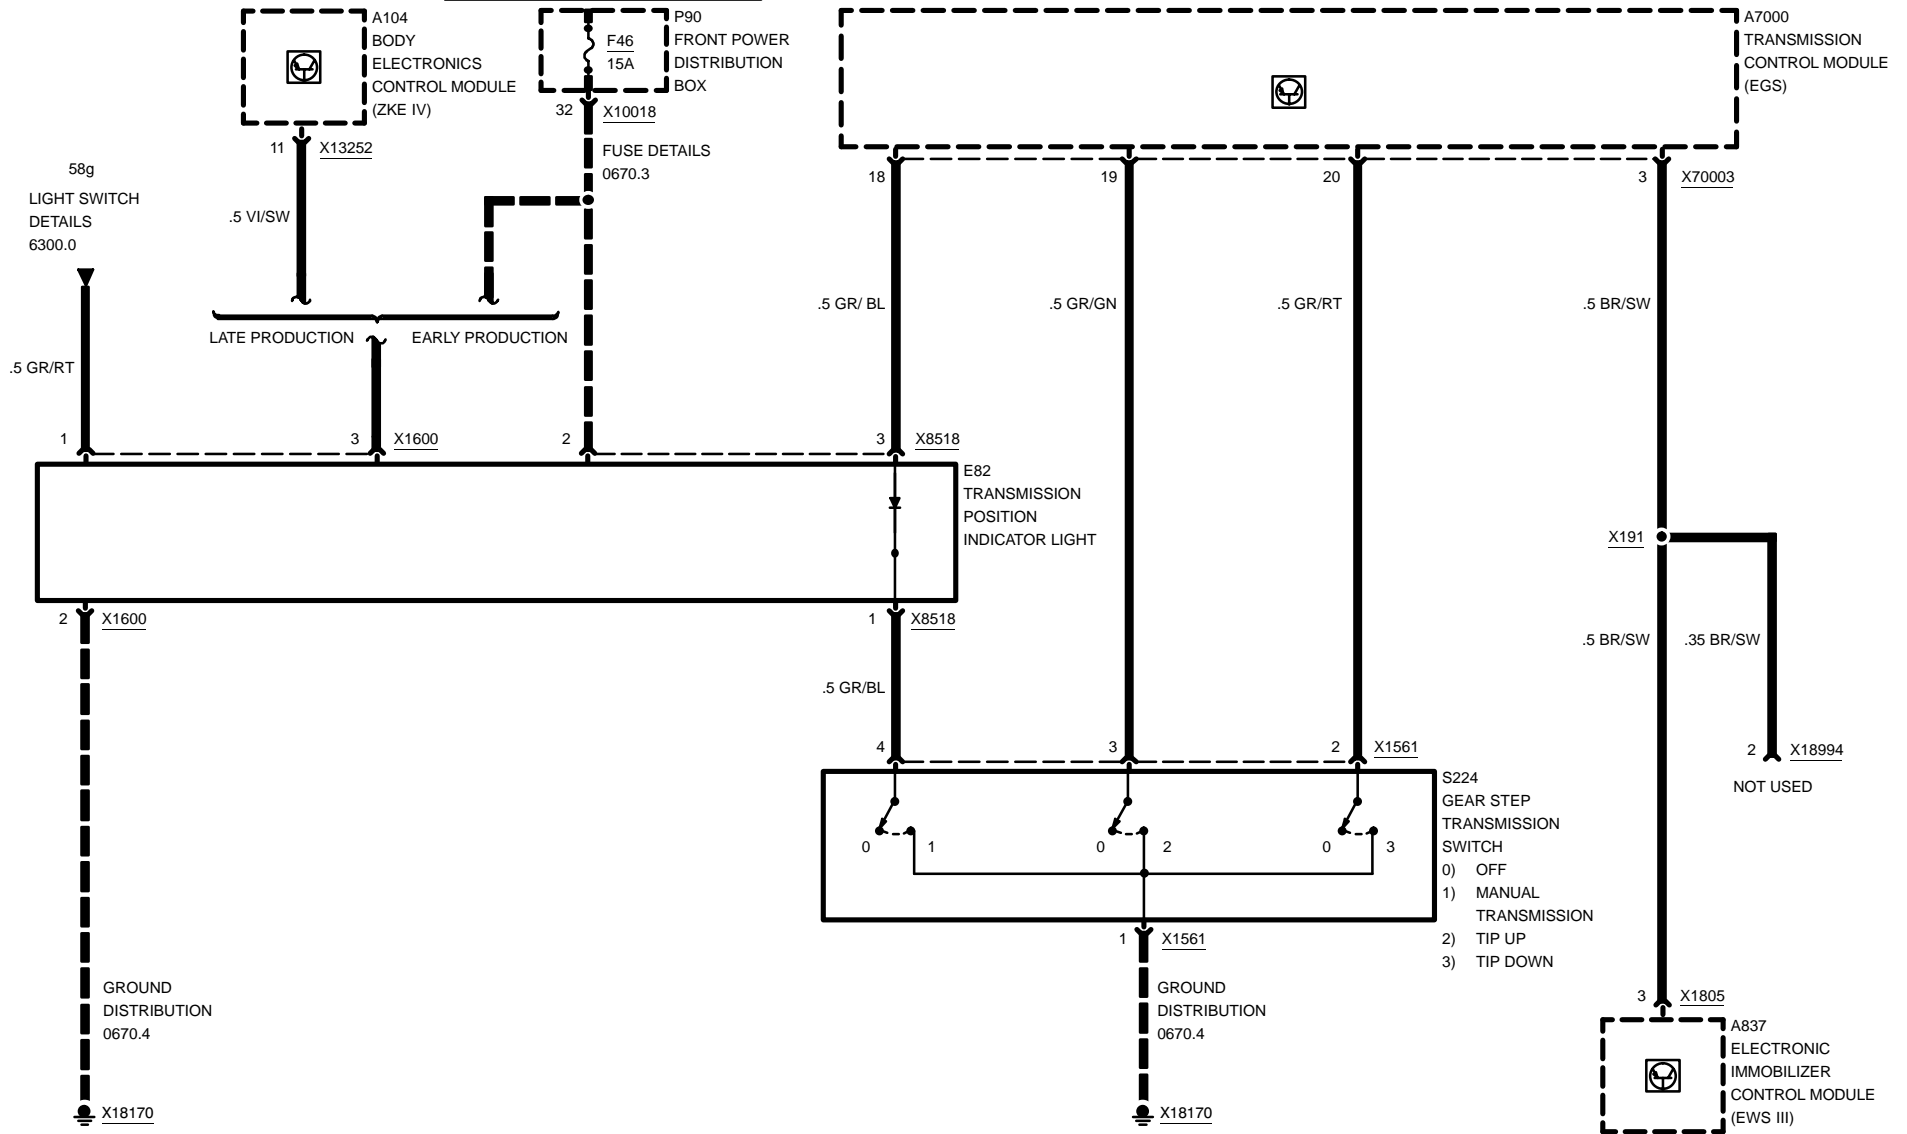 A104
BODY
ELECTRONICS
CONTROL MODULE
(ZKE IV)
F46
15A
P90
FRONT POWER
DISTRIBUTION
BOX
A7000
TRANSMISSION
CONTROL MODULE
(EGS)
11 X13252
32 X10018
FUSE DETAILS
0670.3
58g
LIGHT SWITCH
DETAILS
6300.0
18 19 20 3 X70003
.5 VI/SW
.5 GR/ BL .5 GR/GN .5 GR/RT .5 BR/SW
LATE PRODUCTION EARLY PRODUCTION
.5 GR/RT
1 3 X1600 2 3 X8518
E82
TRANSMISSION
POSITION
INDICATOR LIGHT
X191
2 X1600 1 X8518
.5 BR/SW .35 BR/SW
.5 GR/BL
4 3 2 X1561
2 X18994
NOT USED
S224
GEAR STEP
TRANSMISSION
SWITCH
0) OFF
1) MANUAL
TRANSMISSION
2) TIP UP
3) TIP DOWN
0 1 0 2 0 3
1 X1561
GROUND
DISTRIBUTION
0670.4
GROUND
DISTRIBUTION
0670.4
3 X1805
A837
ELECTRONIC
IMMOBILIZER
CONTROL MODULE
(EWS III)
X18170
X18170